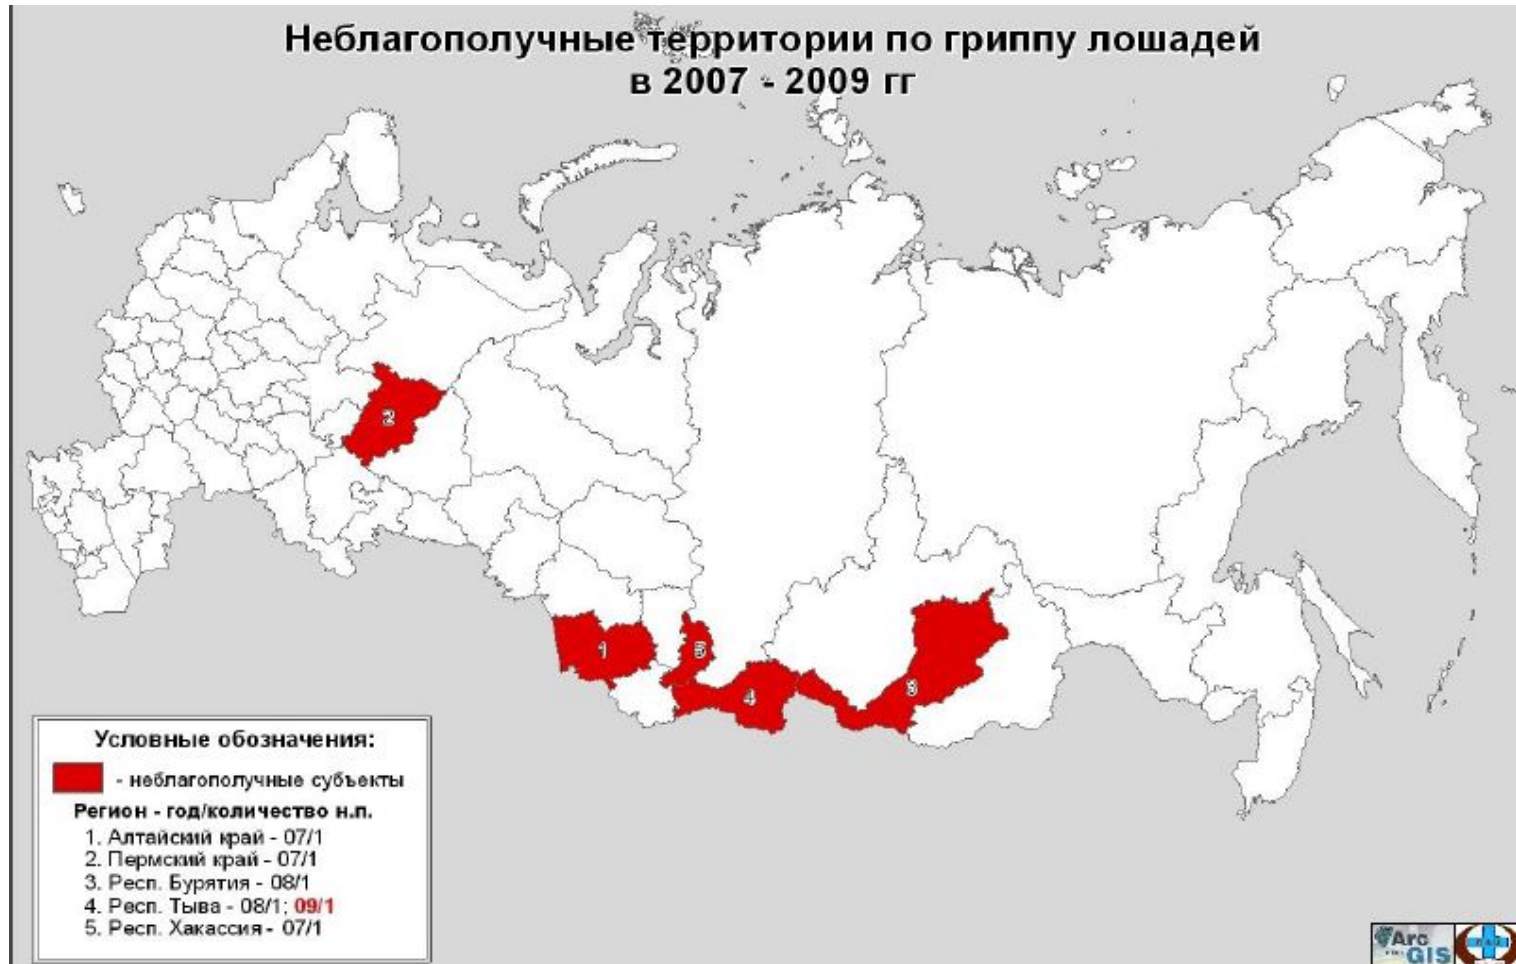 Неблагополучные территории по гриппу лошадей
в 2007 - 2009 гг
2
1
5
4
3
Условные обозначения:
- неблагополучные субъекты
Регион - год/количество н.п.
1. Алтайский край - 07/1
2. Пермский край - 07/1
3. Респ. Бурятия - 08/1
4. Респ. Тыва - 08/1; 09/1
5. Респ. Хакассия - 07/1
Arc
GIS